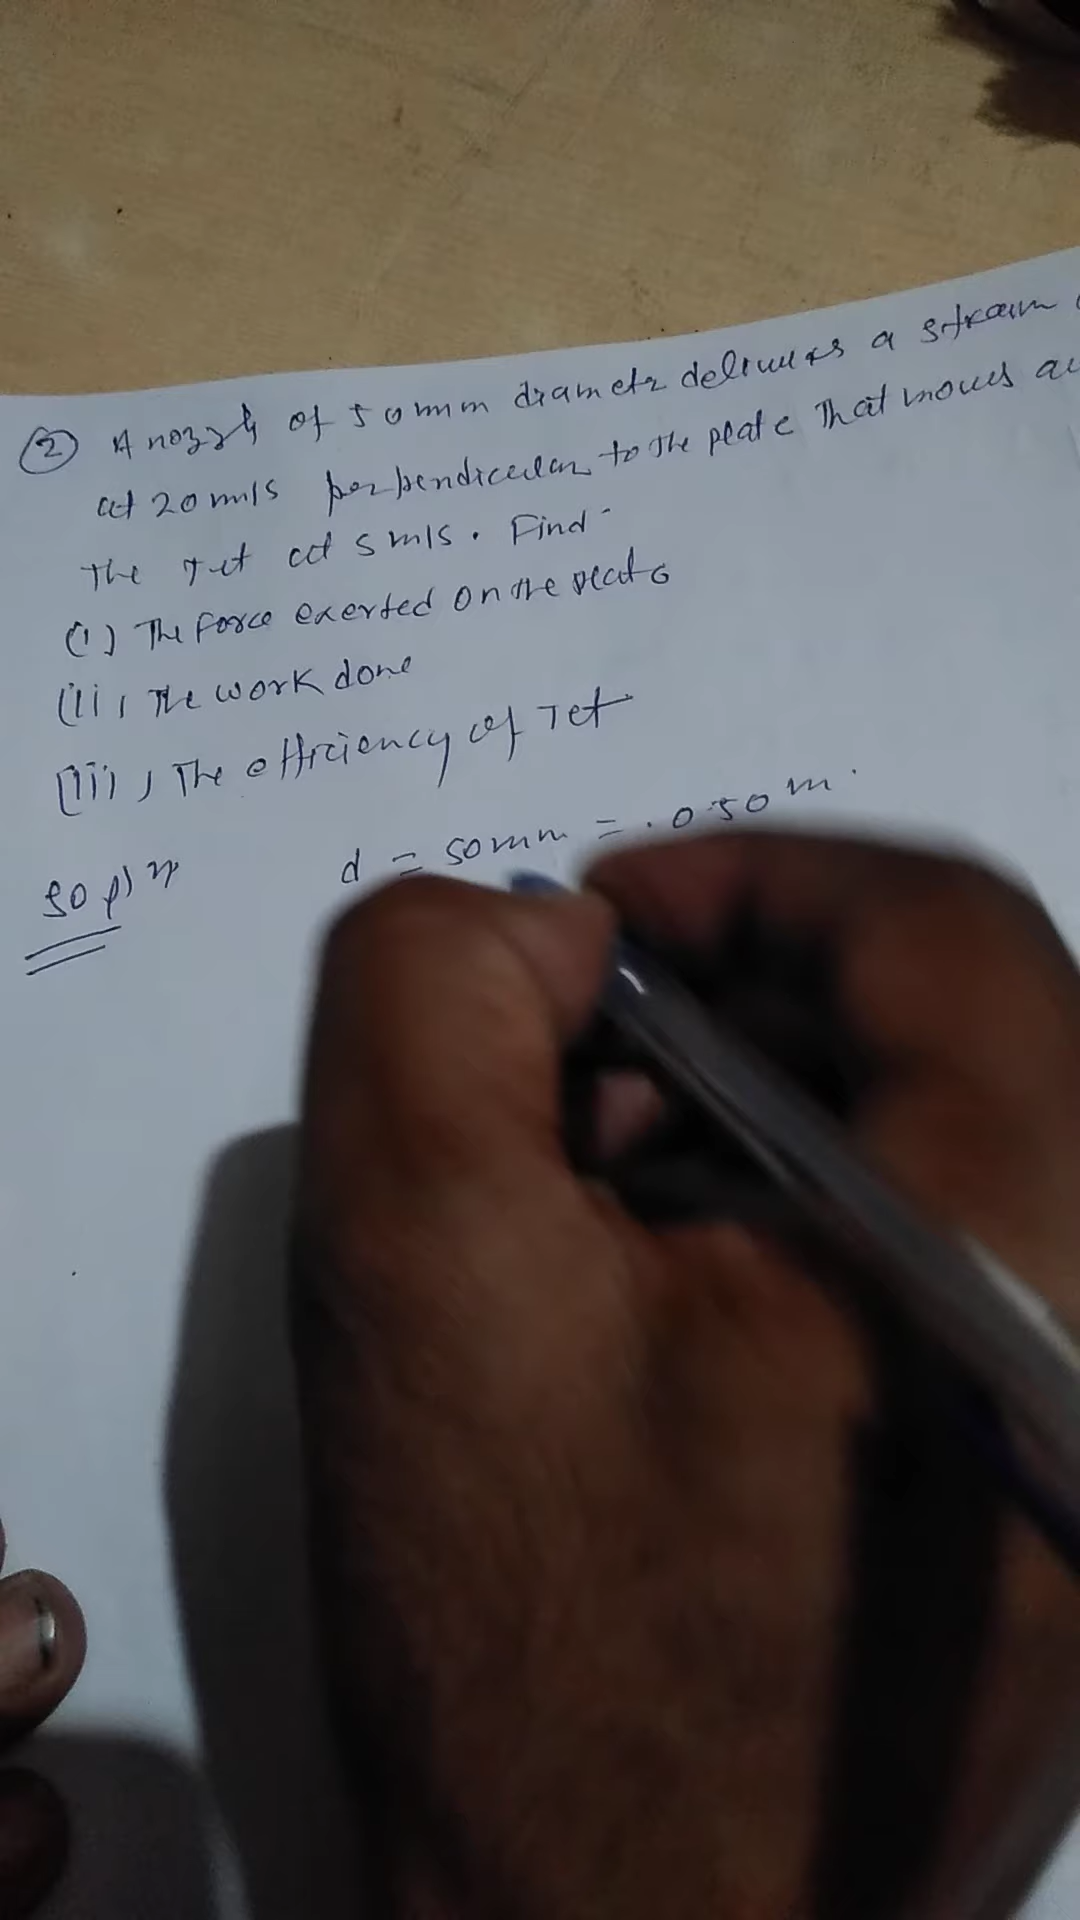 (2) A nozzle of 50mm diameter delivers a stream
at 20 m/s perpendicular to the plate that moves
the Jet at 5 m/s. Find-
(i) The force exerted on the plate
(ii) The work done
(iii) The efficiency of Jet
Sol^n d = 50mm = .050m.